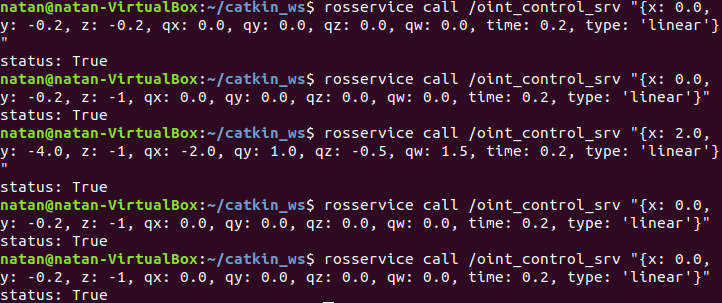 natan@natan-VirtualBox:~/catkin_ws$ rosservice call /oint_control_srv "{x: 0.0,
y: -0.2, z: -0.2, qx: 0.0, qy: 0.0, qz: 0.0, qw: 0.0, time: 0.2, type: 'linear'}
"
status: True
natan@natan-VirtualBox:~/catkin_ws$ rosservice call /oint_control_srv "{x: 0.0,
y: -0.2, z: -1, qx: 0.0, qy: 0.0, qz: 0.0, qw: 0.0, time: 0.2, type: 'linear'}"
status: True
natan@natan-VirtualBox:~/catkin_ws$ rosservice call /oint_control_srv "{x: 2.0,
y: -4.0, z: -1, qx: -2.0, qy: 1.0, qz: -0.5, qw: 1.5, time: 0.2, type: 'linear'}
"
status: True
natan@natan-VirtualBox:~/catkin_ws$ rosservice call /oint_control_srv "{x: 0.0,
y: -0.2, z: -1, qx: 0.0, qy: 0.0, qz: 0.0, qw: 0.0, time: 0.2, type: 'linear'}"
status: True
natan@natan-VirtualBox:~/catkin_ws$ rosservice call /oint_control_srv "{x: 0.0,
y: -0.2, z: -1, qx: 0.0, qy: 0.0, qz: 0.0, qw: 0.0, time: 0.2, type: 'linear'}"
status: True